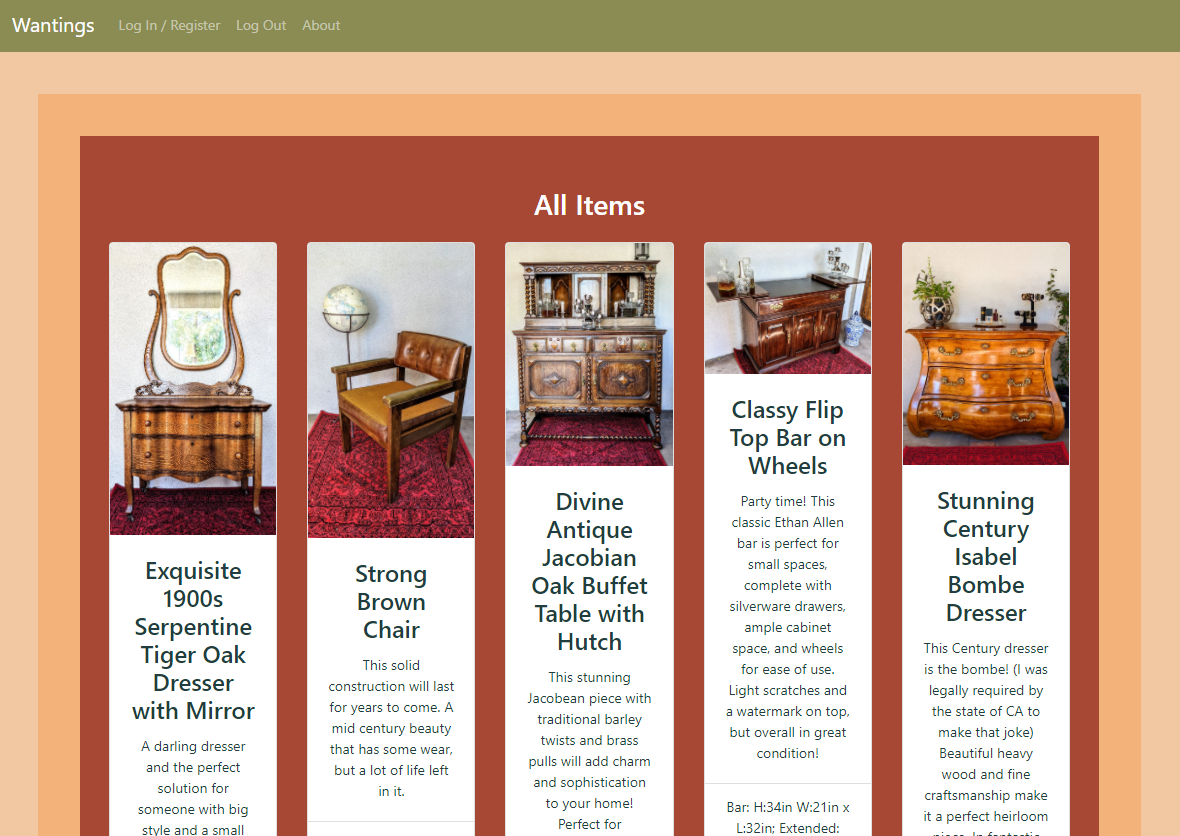 Wantings Log In / Register Log Out About
All Items
Exquisite
1900s
Serpentine
Tiger Oak
Dresser
with Mirror
A darling dresser
and the perfect
solution for
someone with big
style and a small
Strong
Brown
Chair
This solid
construction will last
for years to come. A
mid century beauty
that has some wear,
but a lot of life left
in it.
Divine
Antique
Jacobian
Oak Buffet
Table with
Hutch
This stunning
Jacobean piece with
traditional barley
twists and brass
pulls will add charm
and sophistication
to your home!
Perfect for
Classy Flip
Top Bar on
Wheels
Party time! This
classic Ethan Allen
bar is perfect for
small spaces,
complete with
silverware drawers,
ample cabinet
space, and wheels
for ease of use.
Light scratches and
a watermark on top,
but overall in great
condition!
Bar: H:34in W:21in x
L:32in; Extended:
Stunning
Century
Isabel
Bombe
Dresser
This Century dresser
is the bombe! (I was
legally required by
the state of CA to
make that joke)
Beautiful heavy
wood and fine
craftsmanship make
it a perfect heirloom
piece. In fantastic